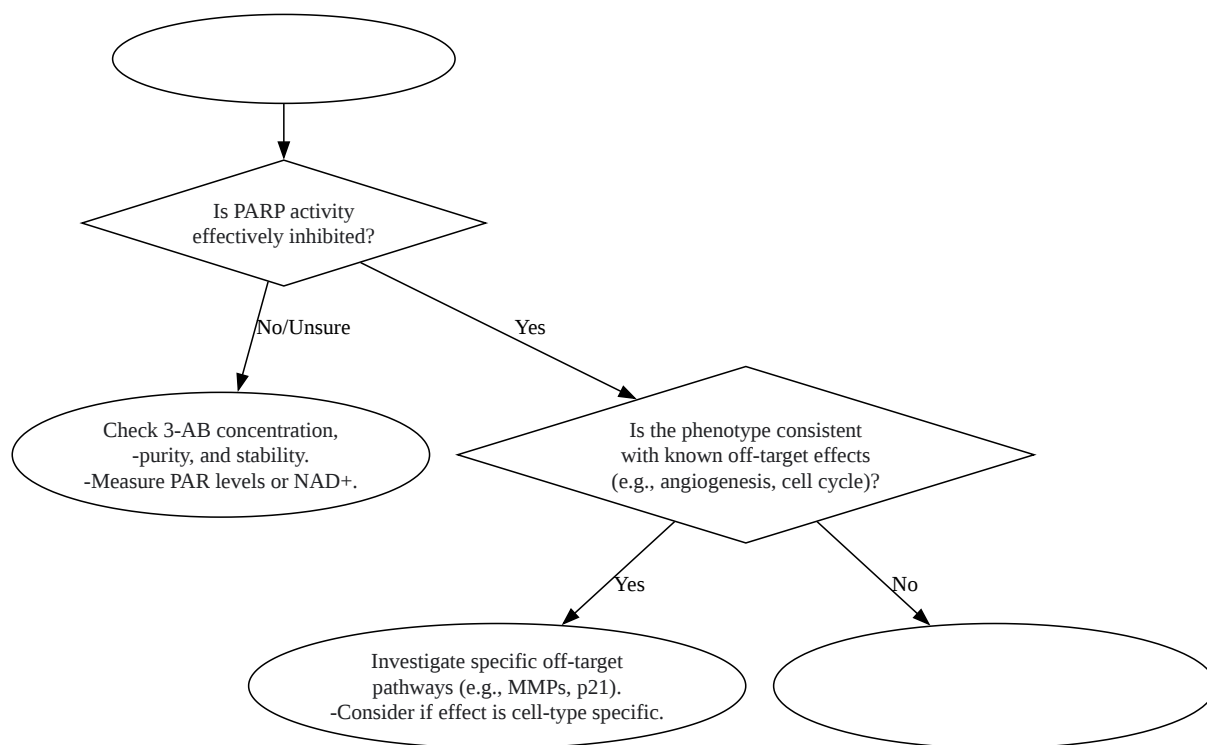 Is PARP activity
effectively inhibited?
No/Unsure
Yes
Check 3-AB concentration,
-purity, and stability.
-Measure PAR levels or NAD+.
Is the phenotype consistent
with known off-target effects
(e.g., angiogenesis, cell cycle)?
Yes
No
Investigate specific off-target
pathways (e.g., MMPs, p21).
-Consider if effect is cell-type specific.